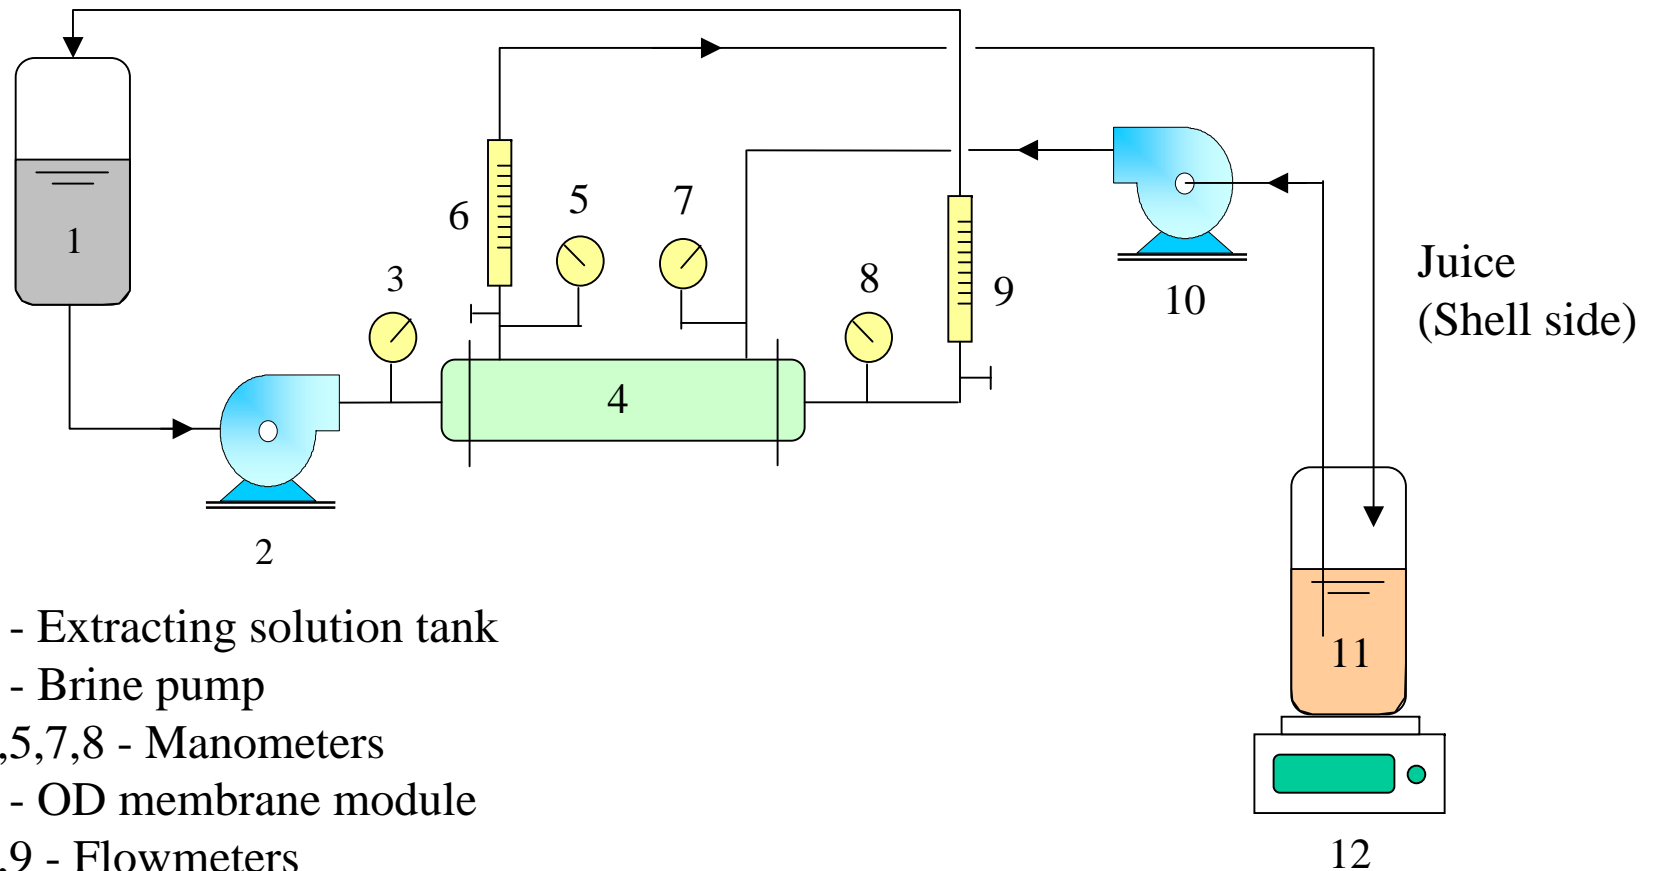 6
5
7
1
3
8
9
10
Juice
(Shell side)
4
2
11
12
- Extracting solution tank
- Brine pump
,5,7,8 - Manometers
- OD membrane module
,9 - Flowmeters